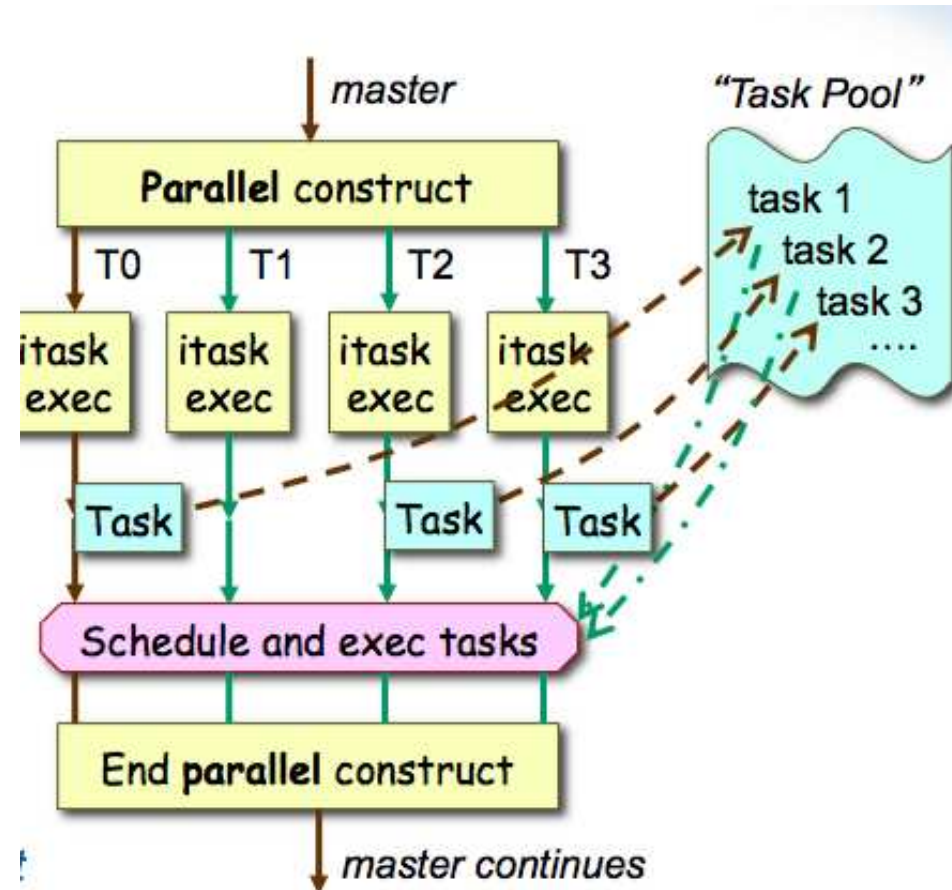 master
“Task Pool”
Parallel construct
task 1
T0 T1 T2 T3
task 2
task 3
....
itask itask itask itask
exec exec exec exec
Task Task Task
Schedule and exec tasks
End parallel construct
master continues